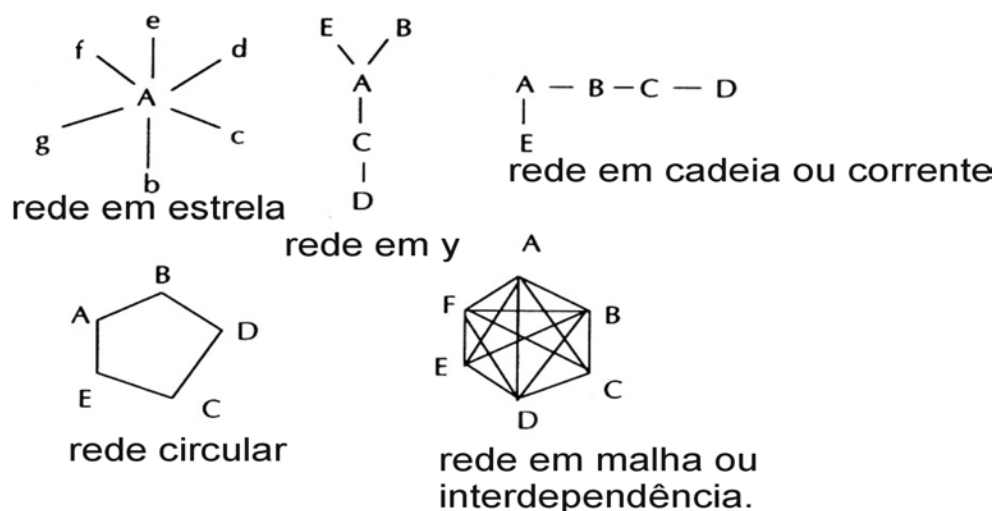 e
f
d
A
g
c
b
rede em estrela
E B
A
C
D
rede em y
A B C D
E
rede em cadeia ou corrente
B
A
D
E
C
rede circular
A
F
B
E
C
D
rede em malha ou
interdependência.